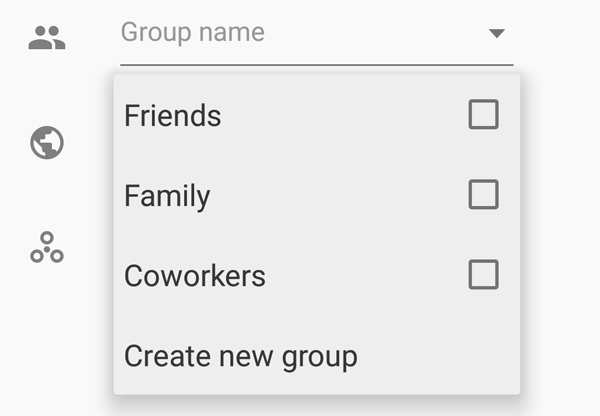 Group name
Friends
Family
Coworkers
Create new group